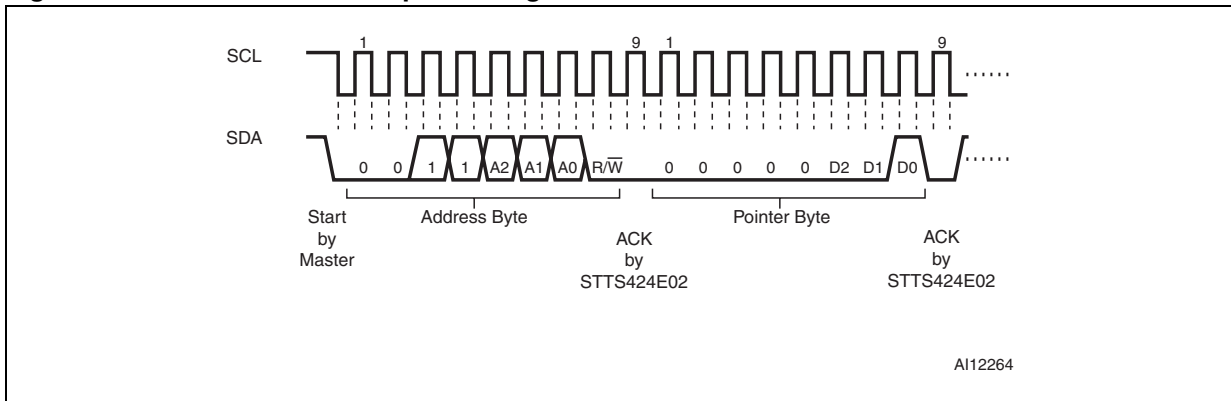 1 9 1 9
SCL
SDA
0 0 1 1 A2 A1 A0 R/W̅ 0 0 0 0 0 D2 D1 D0
Start by Master
Address Byte
Pointer Byte
ACK by STTS424E02
ACK by STTS424E02
AI12264